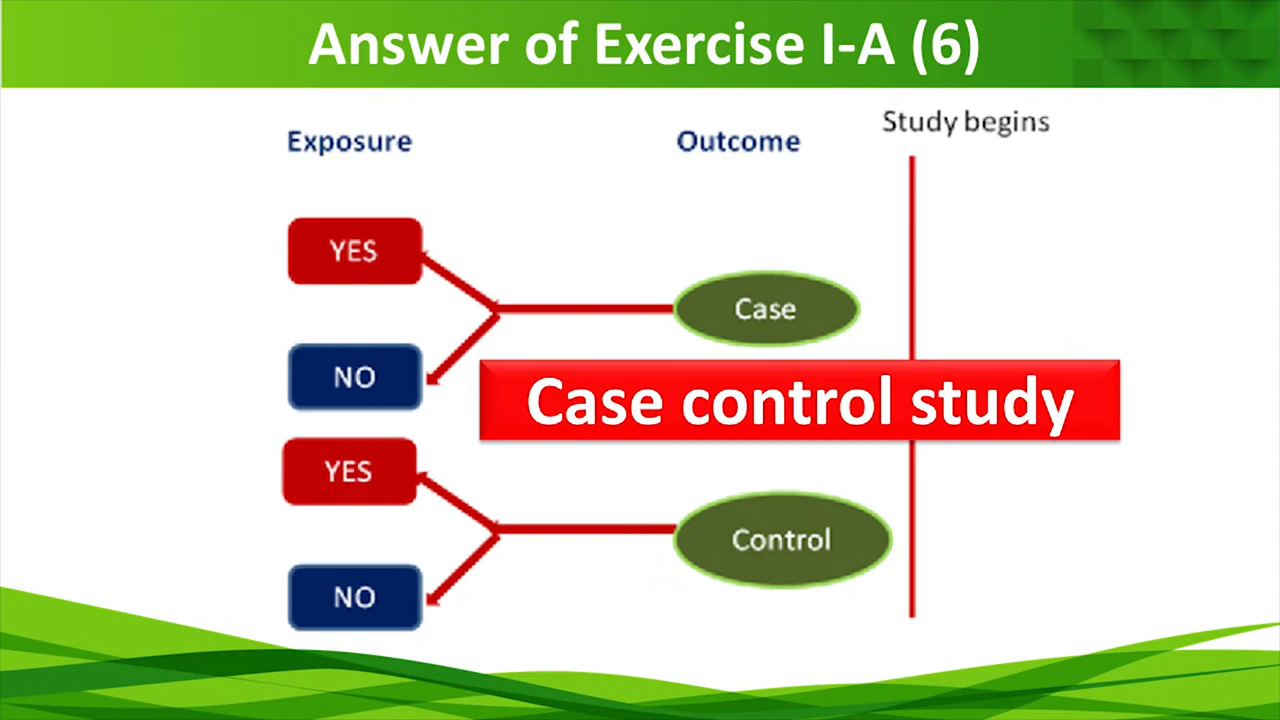 Answer of Exercise I-A (6)
Study begins
Exposure
Outcome
YES
Case
NO
Case control study
YES
Control
NO